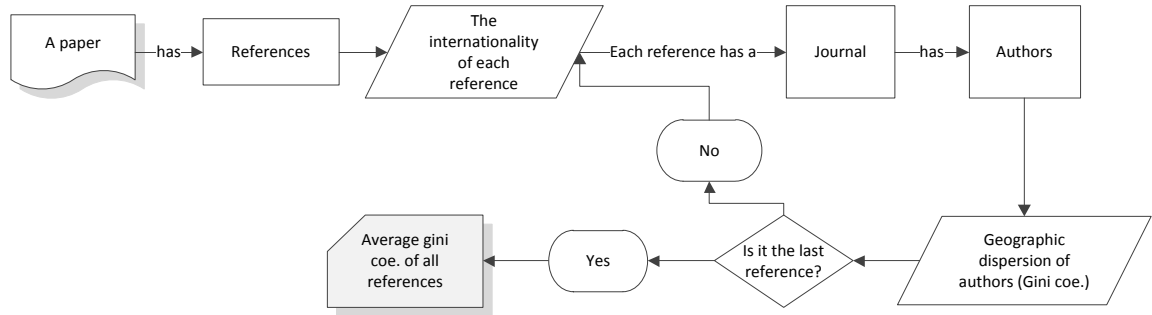 A paper
has
References
The
internationality
of each
reference
Each reference has a
Journal
has
Authors
No
Geographic
dispersion of
authors (Gini coe.)
Is it the last
reference?
Yes
Average gini
coe. of all
references